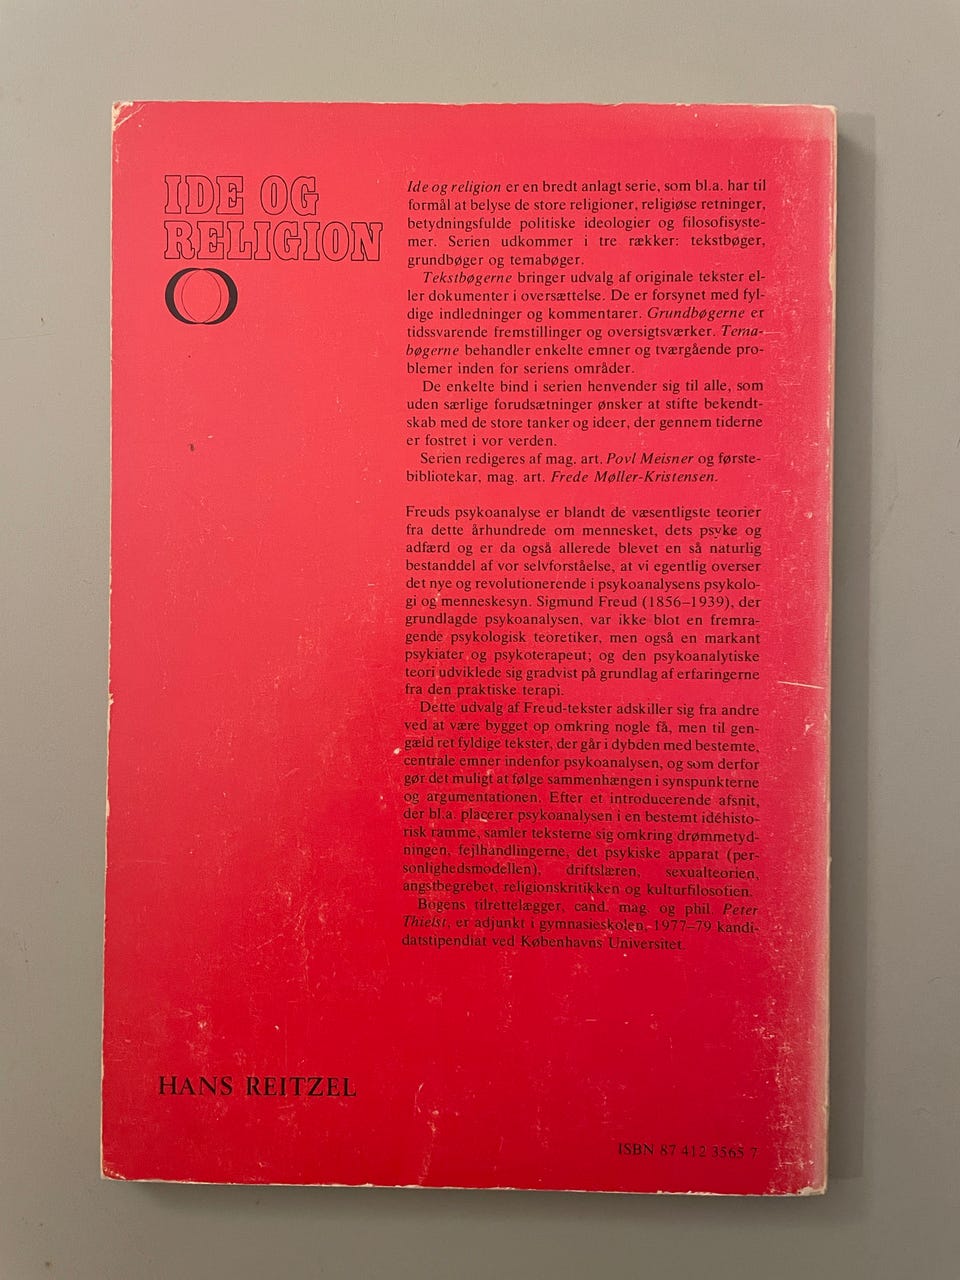 IDE OG
RELIGION
Ide og religion er en bredt anlagt serie, som bl.a. har til
formål at belyse de store religioner, religiøse retninger,
betydningsfulde politiske ideologier og filosofisyste-
mer. Serien udkommer i tre rækker: tekstbøger,
grundbøger og temabøger.
Tekstbøgerne bringer udvalg af originale tekster el-
ler dokumenter i oversættelse. De er forsynet med fyl-
dige indledninger og kommentarer. Grundbøgerne er
tidssvarende fremstillinger og oversigtsværker. Tema-
bøgerne behandler enkelte emner og tværgående pro-
blemer inden for seriens områder.
De enkelte bind i serien henvender sig til alle, som
uden særlige forudsætninger ønsker at stifte bekendt-
skab med de store tanker og ideer, der gennem tiderne
er fostret i vor verden.
Serien redigeres af mag. art. Povl Meisner og første-
bibliotekar, mag. art. Frede Møller-Kristensen.
Freuds psykoanalyse er blandt de væsentligste teorier
fra dette århundrede om mennesket, dets psyke og
adfærd og er da også allerede blevet en så naturlig
bestanddel af vor selvforståelse, at vi egentlig overser
det nye og revolutionerende i psykoanalysens psykolo-
gi og menneskesyn. Sigmund Freud (1856–1939), der
grundlagde psykoanalysen, var ikke blot en fremra-
gende psykologisk teoretiker, men også en markant
psykiater og psykoterapeut; og den psykoanalytiske
teori udviklede sig gradvist på grundlag af erfaringerne
fra den praktiske terapi.
Dette udvalg af Freud-tekster adskiller sig fra andre
ved at være bygget op omkring nogle få, men til gen-
gæld ret fyldige tekster, der går i dybden med bestemte,
centrale emner indenfor psykoanalysen, og som derfor
gør det muligt at følge sammenhængen i synspunkterne
og argumentationen. Efter et introducerende afsnit,
der bl.a. placerer psykoanalysen i en bestemt idéhisto-
risk ramme, samler teksterne sig omkring drømmetyd-
ningen, fejlhandlingerne, det psykiske apparat (per-
sonlighedsmodellen), driftslæren, sexualteorien,
angstbegrebet, religionskritikken og kulturfilosofien.
Bogens tilrettelægger, cand. mag. og phil. Peter
Thielst, er adjunkt i gymnasieskolen, 1977–79 kandi-
datstipendiat ved Københavns Universitet.
HANS REITZEL
ISBN 87 412 3565 7